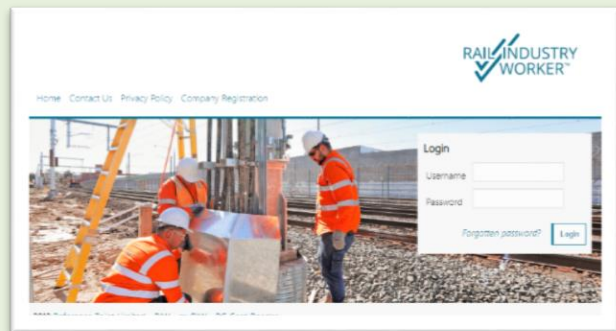 RAIL INDUSTRY
WORKER™
Home Contact Us Privacy Policy Company Registration
Login
Username
Password
Forgotten password? Login